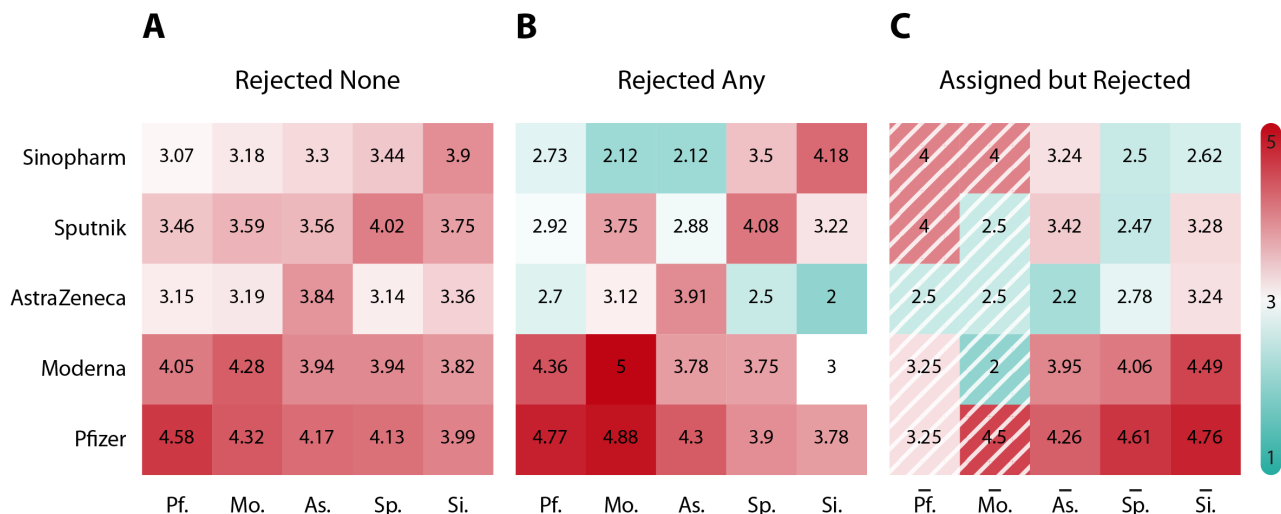 A B C
Rejected None Rejected Any Assigned but Rejected
Sinopharm 3.07 3.18 3.3 3.44 3.9 2.73 2.12 2.12 3.5 4.18 4 4 3.24 2.5 2.62 5
Sputnik 3.46 3.59 3.56 4.02 3.75 2.92 3.75 2.88 4.08 3.22 4 2.5 3.42 2.47 3.28
AstraZeneca 3.15 3.19 3.84 3.14 3.36 2.7 3.12 3.91 2.5 2 2.5 2.5 2.2 2.78 3.24 3
Moderna 4.05 4.28 3.94 3.94 3.82 4.36 5 3.78 3.75 3 3.25 2 3.95 4.06 4.49
Pfizer 4.58 4.32 4.17 4.13 3.99 4.77 4.88 4.3 3.9 3.78 3.25 4.5 4.26 4.61 4.76 1
Pf. Mo. As. Sp. Si. Pf. Mo. As. Sp. Si. P̅f. M̅o. A̅s. S̅p. S̅i.